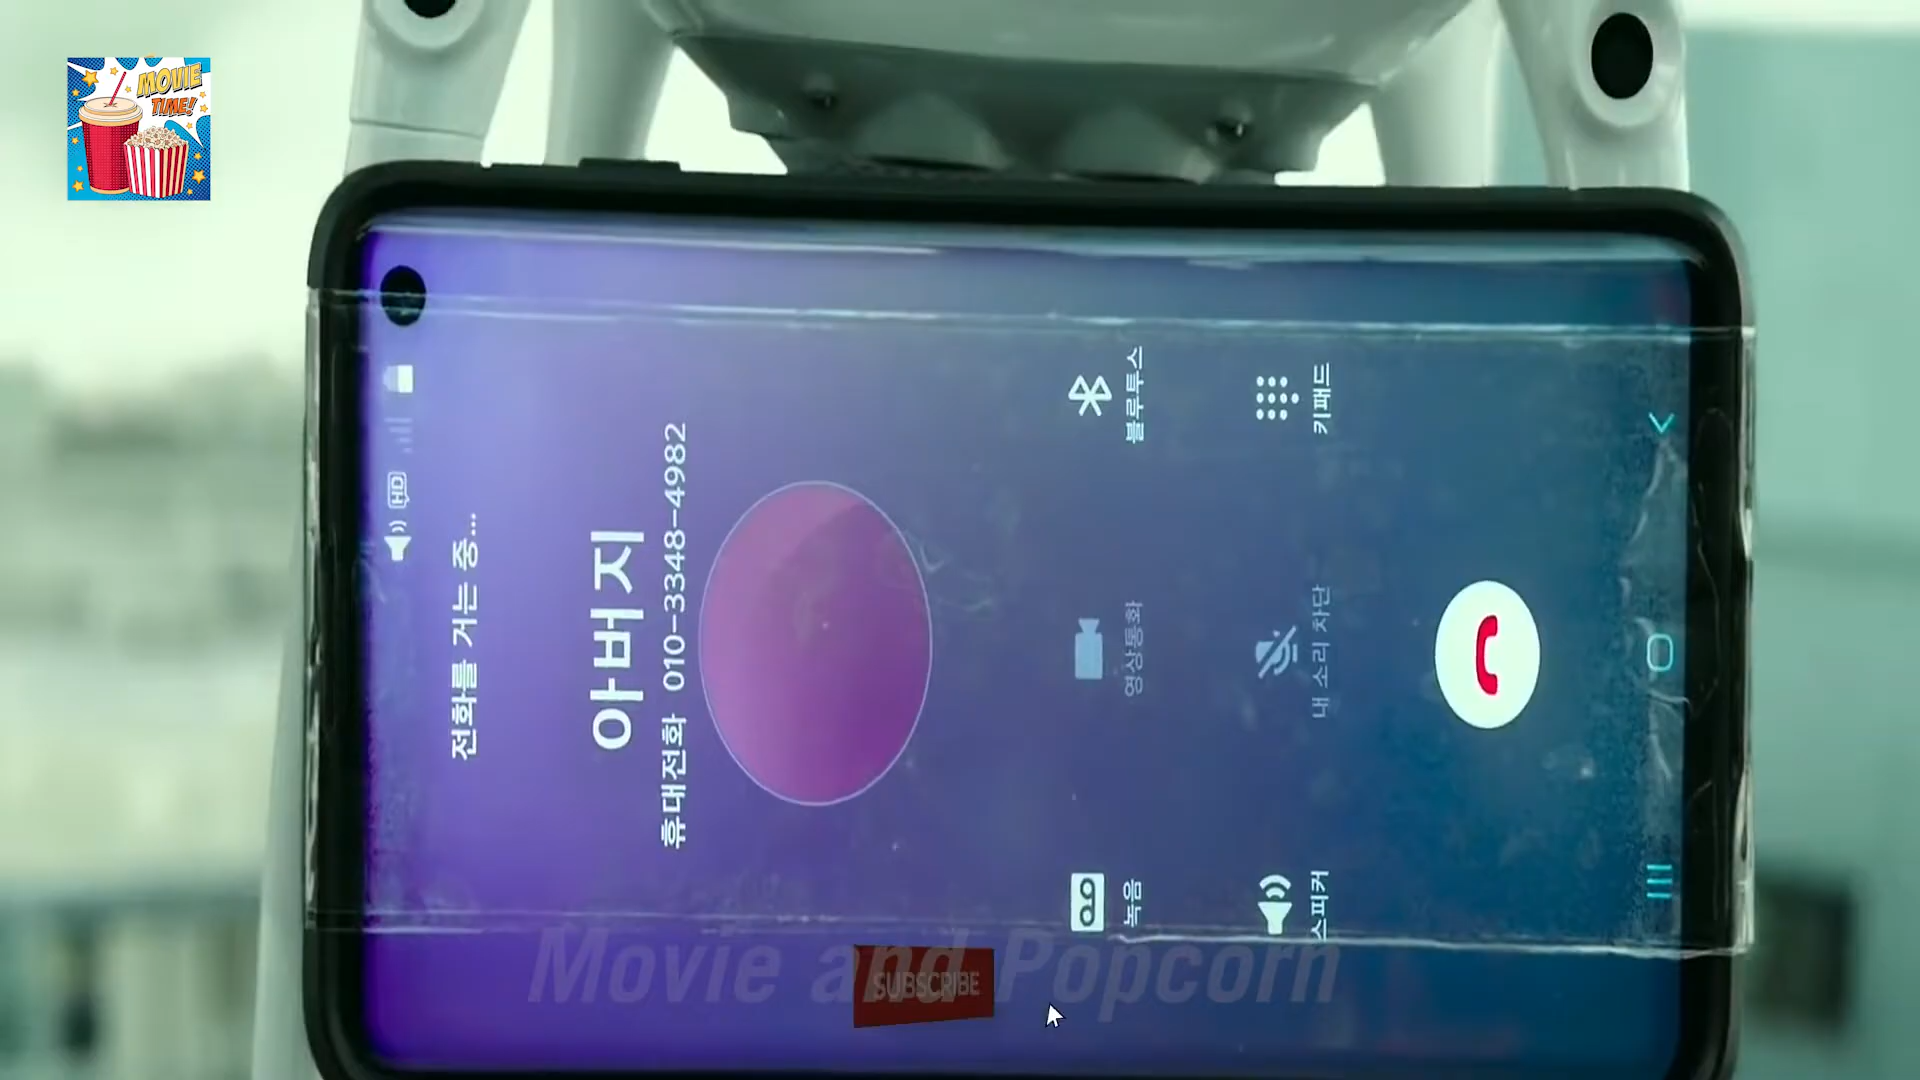 MOVIE
TIME!
HD
전화를 거는 중...
아버지
휴대전화 010-3348-4982
녹음
영상통화
블루투스
스피커
내 소리 차단
키패드
Movie and Popcorn
SUBSCRIBE